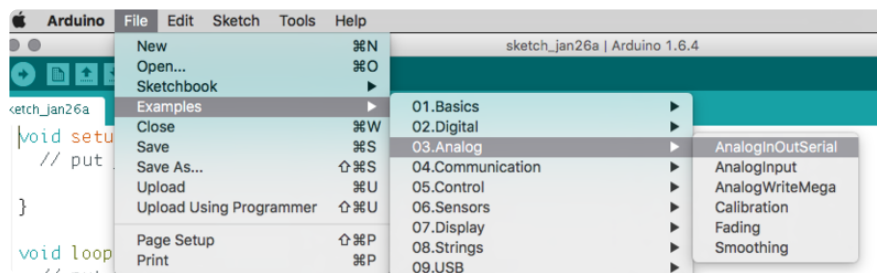 Arduino File Edit Sketch Tools Help
sketch_jan26a | Arduino 1.6.4
New ⌘N
Open... ⌘O
Sketchbook ▶
Examples ▶
Close ⌘W
Save ⌘S
Save As... ⇧⌘S
Upload ⌘U
Upload Using Programmer ⇧⌘U
Page Setup ⇧⌘P
Print ⌘P
01.Basics ▶
02.Digital ▶
03.Analog ▶
04.Communication ▶
05.Control ▶
06.Sensors ▶
07.Display ▶
08.Strings ▶
09.USB ▶
AnalogInOutSerial
AnalogInput
AnalogWriteMega
Calibration
Fading
Smoothing
ketch_jan26a
void setu
// put
}
void loop